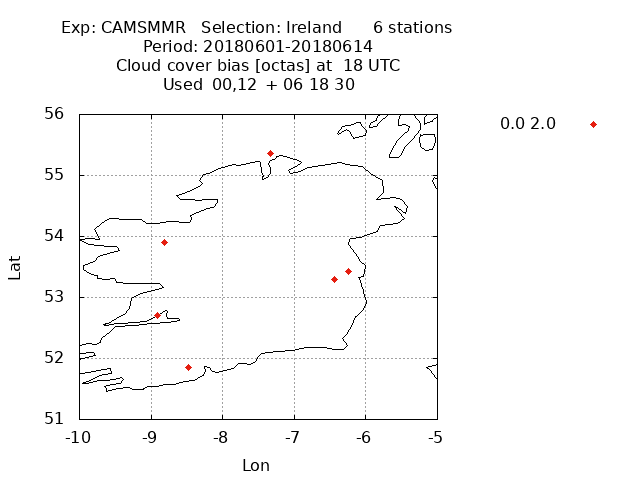 Exp: CAMSMMR   Selection: Ireland      6 stations
Period: 20180601-20180614
Cloud cover bias [octas] at  18 UTC
Used  00,12  + 06 18 30
0.0 2.0
56
55
54
53
52
51
Lat
-10 -9 -8 -7 -6 -5
Lon